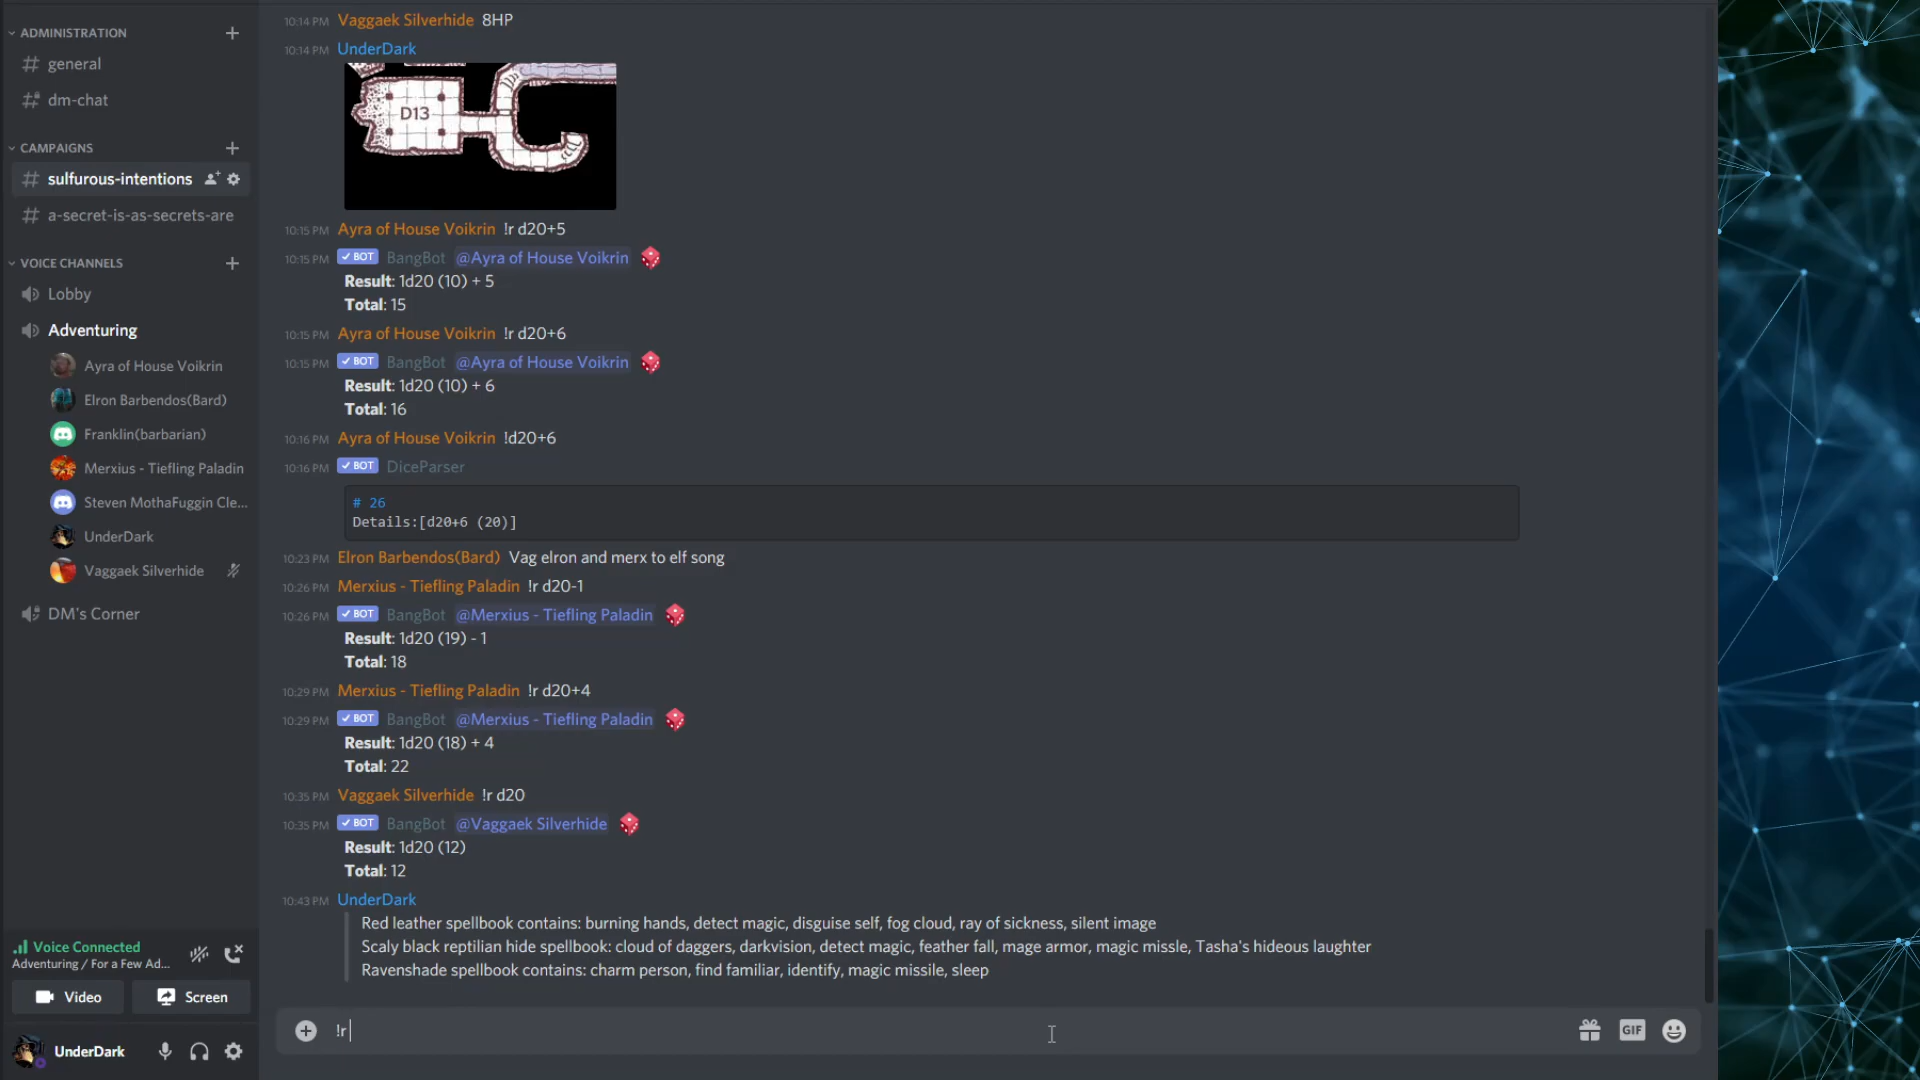 ADMINISTRATION
general
dm-chat
CAMPAIGNS
sulfurous-intentions
a-secret-is-as-secrets-are
VOICE CHANNELS
Lobby
Adventuring
Ayra of House Voikrin
Elron Barbendos(Bard)
Franklin(barbarian)
Merxius - Tiefling Paladin
Steven MothaFuggin Cle...
UnderDark
Vaggaek Silverhide
DM's Corner
Voice Connected
Adventuring / For a Few Ad...
Video Screen
UnderDark
10:14 PM Vaggaek Silverhide 8HP
10:14 PM UnderDark
D13
10:15 PM Ayra of House Voikrin !r d20+5
10:15 PM ✓ BOT BangBot @Ayra of House Voikrin
Result: 1d20 (10) + 5
Total: 15
10:15 PM Ayra of House Voikrin !r d20+6
10:15 PM ✓ BOT BangBot @Ayra of House Voikrin
Result: 1d20 (10) + 6
Total: 16
10:16 PM Ayra of House Voikrin !d20+6
10:16 PM ✓ BOT DiceParser
# 26
Details:[d20+6 (20)]
10:23 PM Elron Barbendos(Bard) Vag elron and merx to elf song
10:26 PM Merxius - Tiefling Paladin !r d20-1
10:26 PM ✓ BOT BangBot @Merxius - Tiefling Paladin
Result: 1d20 (19) - 1
Total: 18
10:29 PM Merxius - Tiefling Paladin !r d20+4
10:29 PM ✓ BOT BangBot @Merxius - Tiefling Paladin
Result: 1d20 (18) + 4
Total: 22
10:35 PM Vaggaek Silverhide !r d20
10:35 PM ✓ BOT BangBot @Vaggaek Silverhide
Result: 1d20 (12)
Total: 12
10:43 PM UnderDark
Red leather spellbook contains: burning hands, detect magic, disguise self, fog cloud, ray of sickness, silent image
Scaly black reptilian hide spellbook: cloud of daggers, darkvision, detect magic, feather fall, mage armor, magic missle, Tasha's hideous laughter
Ravenshade spellbook contains: charm person, find familiar, identify, magic missile, sleep
!r
GIF